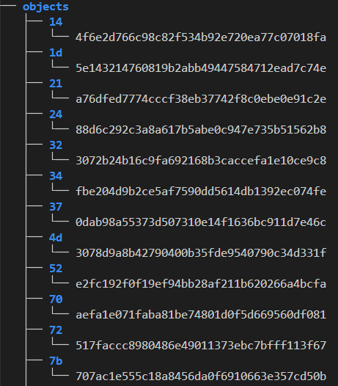 objects
14
4f6e2d766c98c82f534b92e720ea77c07018fa
1d
5e143214760819b2abb49447584712ead7c74e
21
a76dfed7774cccf38eb37742f8c0ebe0e91c2e
24
88d6c292c3a8a617b5abe0c947e735b51562b8
32
3072b24b16c9fa692168b3caccefa1e10ce9c8
34
fbe204d9b2ce5af7590dd5614db1392ec074fe
37
0dab98a55373d507310e14f1636bc911d7e46c
4d
3078d9a8b42790400b35fde9540790c34d331f
52
e2fc192f0f19ef94bb28af211b620266a4bcfa
70
aefa1e071faba81be74801d0f5d669560df081
72
517faccc8980486e49011373ebc7bfff113f67
7b
707ac1e555c18a8456da0f6910663e357cd50b